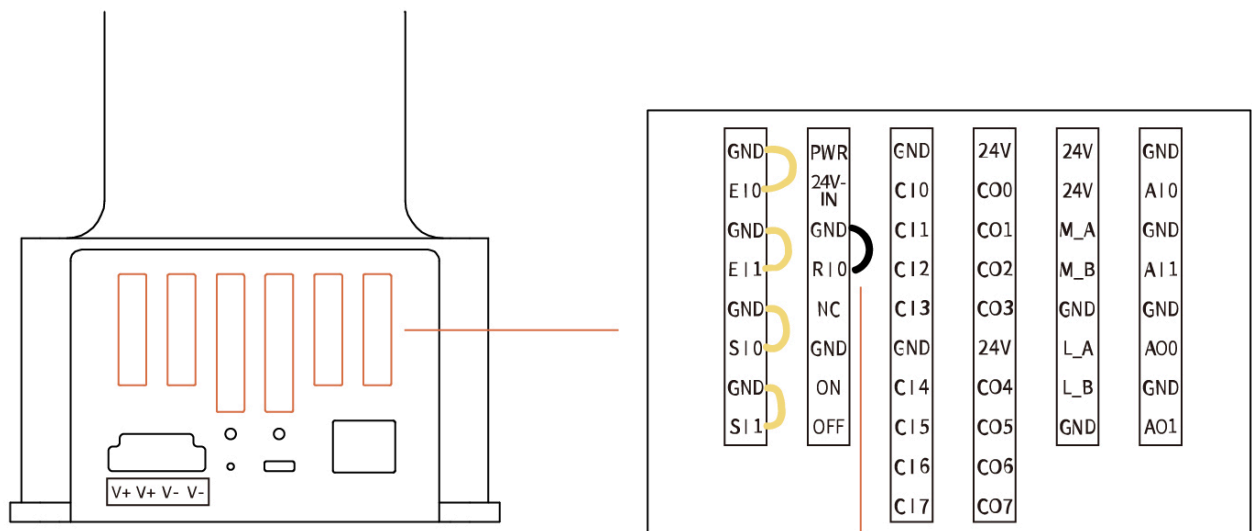 V+ V+ V- V-
GND
EI0
GND
EI1
GND
SI0
GND
SI1
PWR
24V-
IN
GND
RI0
NC
GND
ON
OFF
GND
CI0
CI1
CI2
CI3
GND
CI4
CI5
CI6
CI7
24V
CO0
CO1
CO2
CO3
24V
CO4
CO5
CO6
CO7
24V
24V
M_A
M_B
GND
L_A
L_B
GND
GND
AI0
GND
AI1
GND
AO0
GND
AO1